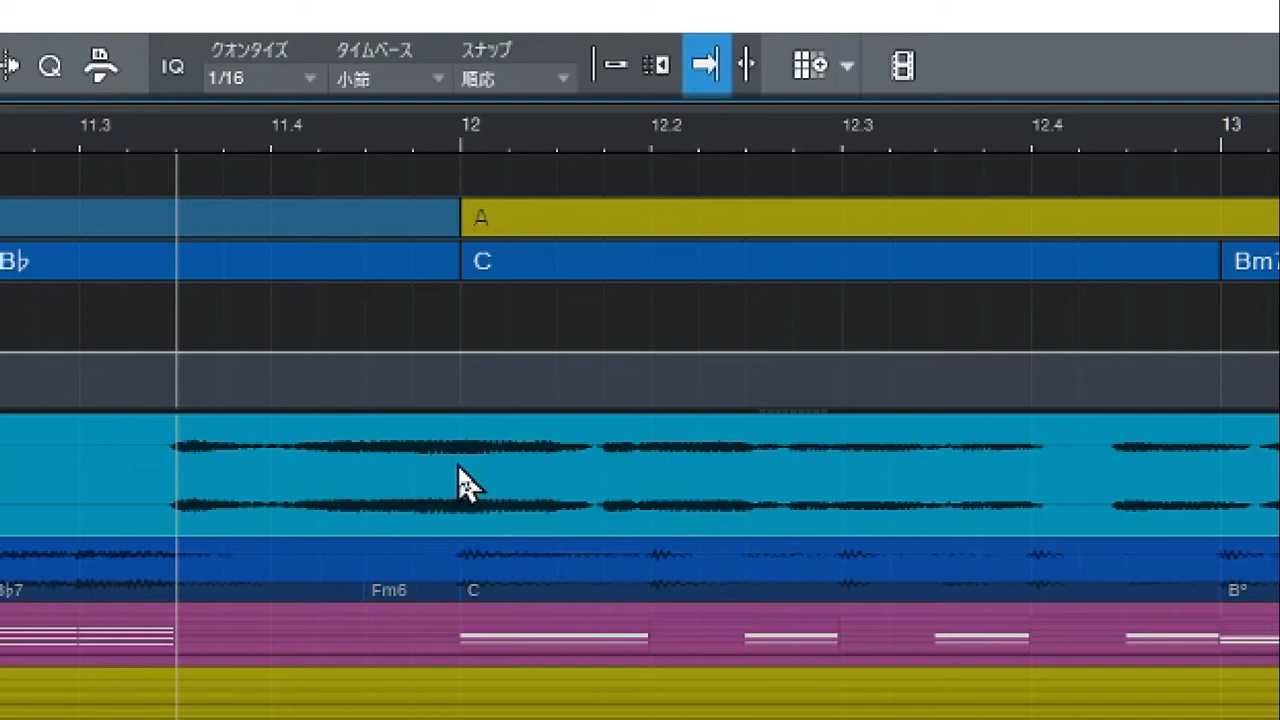 Q IQ クオンタイズ タイムベース スナップ
1/16 小節 順応
11.3 11.4 12 12.2 12.3 12.4 13
A
B♭ C Bm7
B♭7 Fm6 C B°